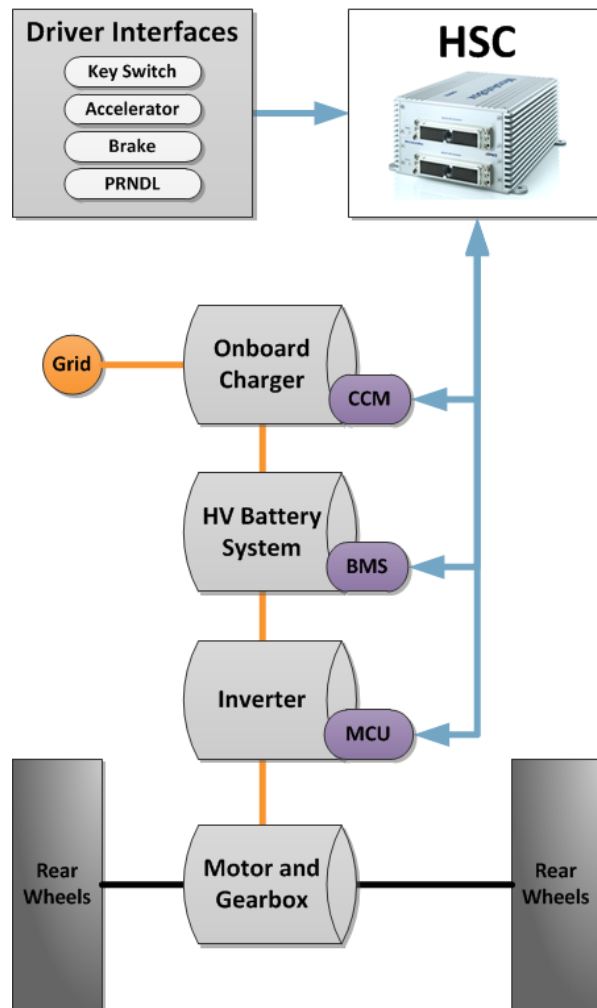 Driver Interfaces
Key Switch
Accelerator
Brake
PRNDL
HSC
Grid
Onboard
Charger
CCM
HV Battery
System
BMS
Inverter
MCU
Rear
Wheels
Motor and
Gearbox
Rear
Wheels